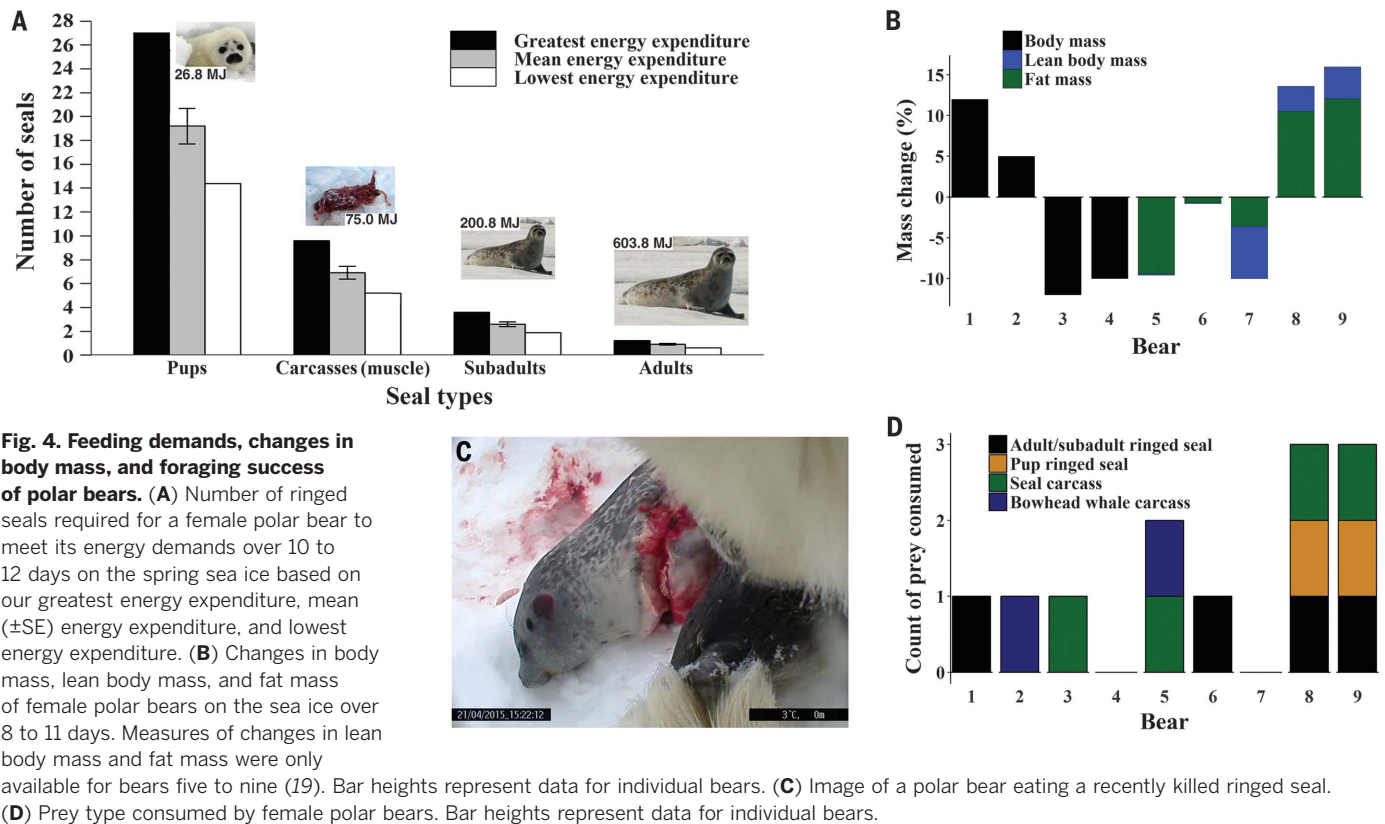 A
28
26
24
22
20
18
16
14
12
10
8
6
4
2
0
Number of seals
26.8 MJ
75.0 MJ
200.8 MJ
603.8 MJ
Greatest energy expenditure
Mean energy expenditure
Lowest energy expenditure
Pups
Carcasses (muscle)
Subadults
Adults
Seal types
B
Body mass
Lean body mass
Fat mass
15
10
5
0
-5
-10
Mass change (%)
1 2 3 4 5 6 7 8 9
Bear
Fig. 4. Feeding demands, changes in
body mass, and foraging success
of polar bears. (A) Number of ringed
seals required for a female polar bear to
meet its energy demands over 10 to
12 days on the spring sea ice based on
our greatest energy expenditure, mean
(±SE) energy expenditure, and lowest
energy expenditure. (B) Changes in body
mass, lean body mass, and fat mass
of female polar bears on the sea ice over
8 to 11 days. Measures of changes in lean
body mass and fat mass were only
available for bears five to nine (19). Bar heights represent data for individual bears. (C) Image of a polar bear eating a recently killed ringed seal.
(D) Prey type consumed by female polar bears. Bar heights represent data for individual bears.
C
21/04/2015_15:22:12
3°C, 0m
D
Adult/subadult ringed seal
Pup ringed seal
Seal carcass
Bowhead whale carcass
3
2
1
0
Count of prey consumed
1 2 3 4 5 6 7 8 9
Bear